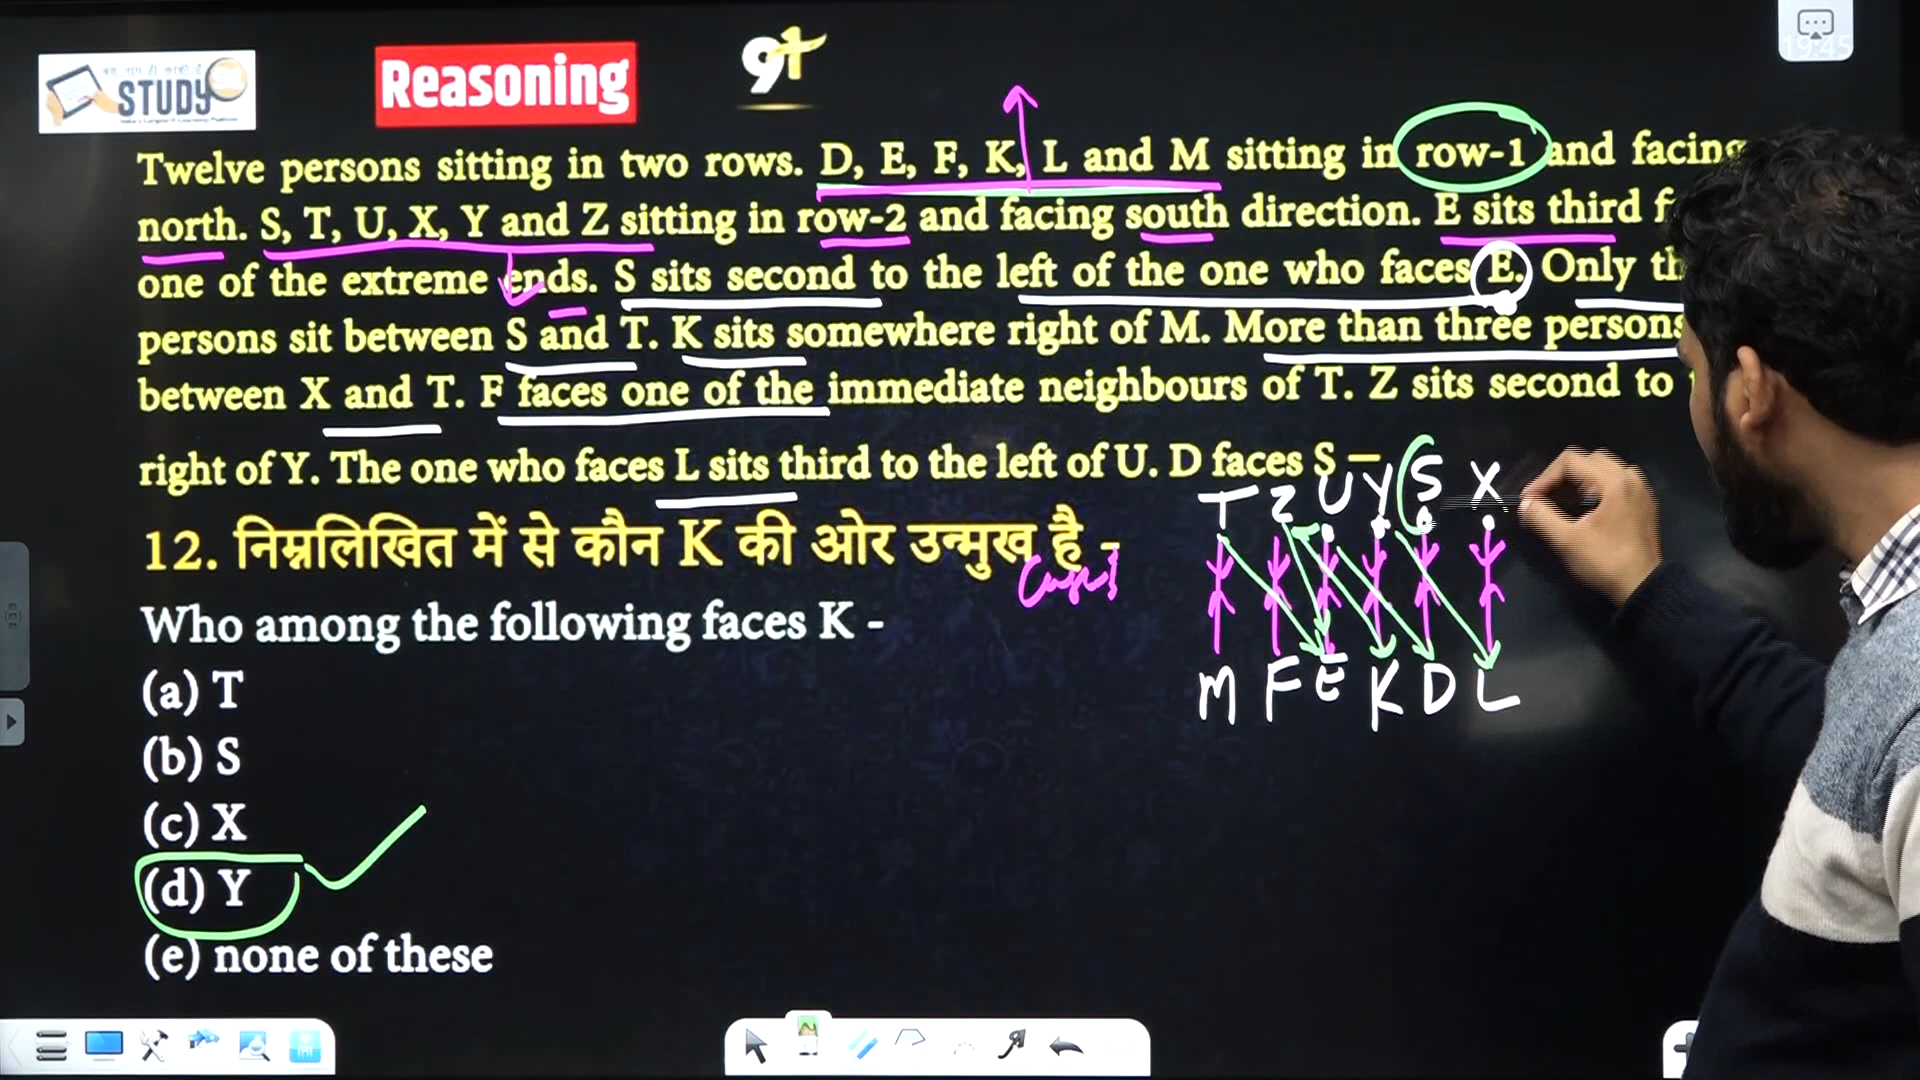 STUDY
Reasoning
91
19:45
Twelve persons sitting in two rows. D, E, F, K, L and M sitting in row-1 and facing
north. S, T, U, X, Y and Z sitting in row-2 and facing south direction. E sits third
one of the extreme ends. S sits second to the left of the one who faces E. Only
persons sit between S and T. K sits somewhere right of M. More than three persons
between X and T. F faces one of the immediate neighbours of T. Z sits second to
right of Y. The one who faces L sits third to the left of U. D faces S –
T Z U Y S X
12. निम्नलिखित में से कौन K की ओर उन्मुख है -
Who among the following faces K -
M F E K D L
(a) T
(b) S
(c) X
(d) Y
(e) none of these